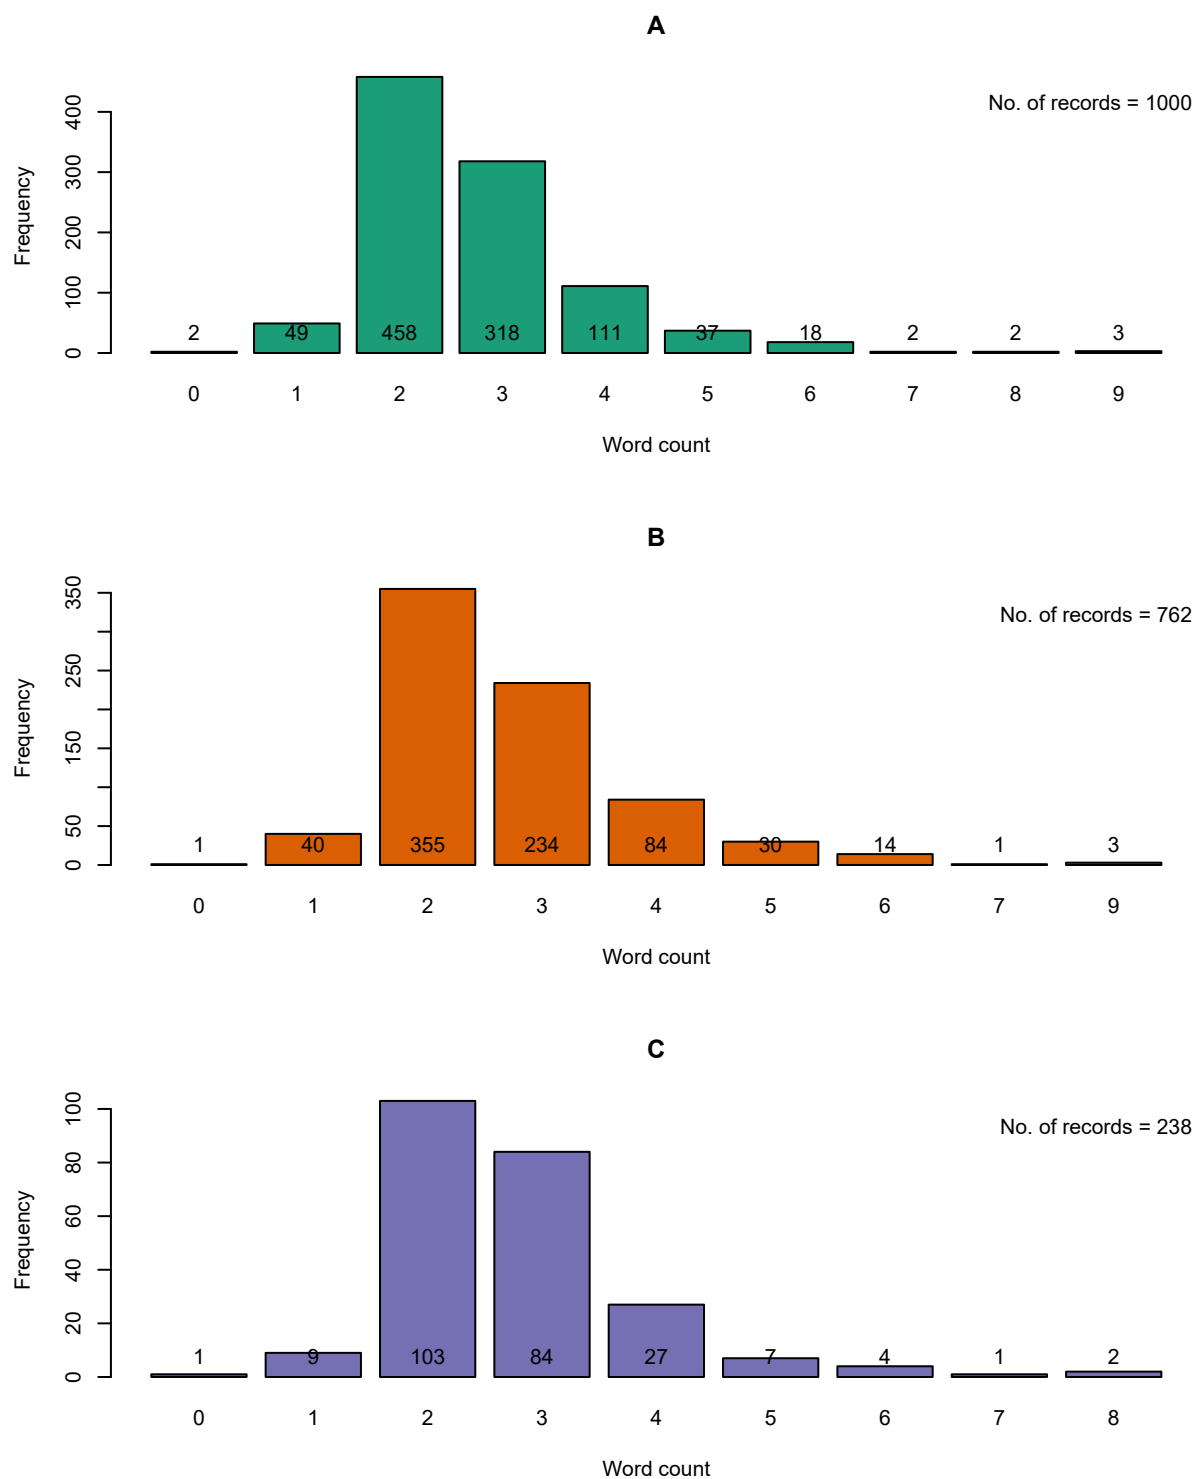 A
No. of records = 1000
Frequency
400
300
200
100
0
2 49 458 318 111 37 18 2 2 3
0 1 2 3 4 5 6 7 8 9
Word count
B
No. of records = 762
Frequency
350
250
150
50
0
1 40 355 234 84 30 14 1 3
0 1 2 3 4 5 6 7 9
Word count
C
No. of records = 238
Frequency
100
80
60
40
20
0
1 9 103 84 27 7 4 1 2
0 1 2 3 4 5 6 7 8
Word count